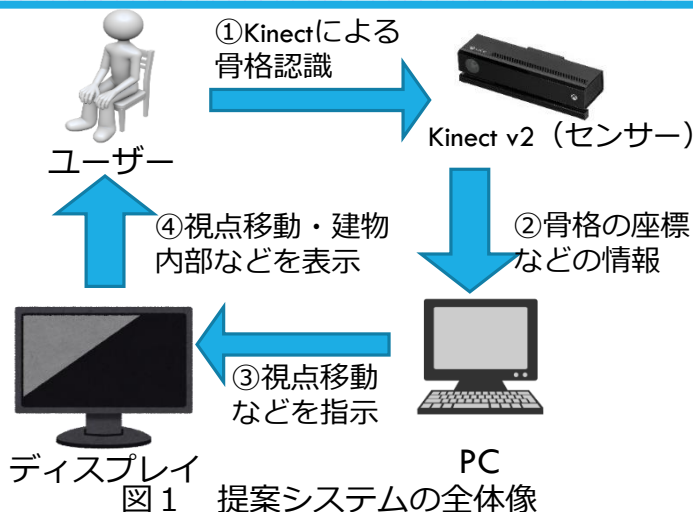 ①Kinectによる
骨格認識
ユーザー
Kinect v2（センサー）
④視点移動・建物
内部などを表示
②骨格の座標
などの情報
③視点移動
などを指示
ディスプレイ
PC
図１　提案システムの全体像